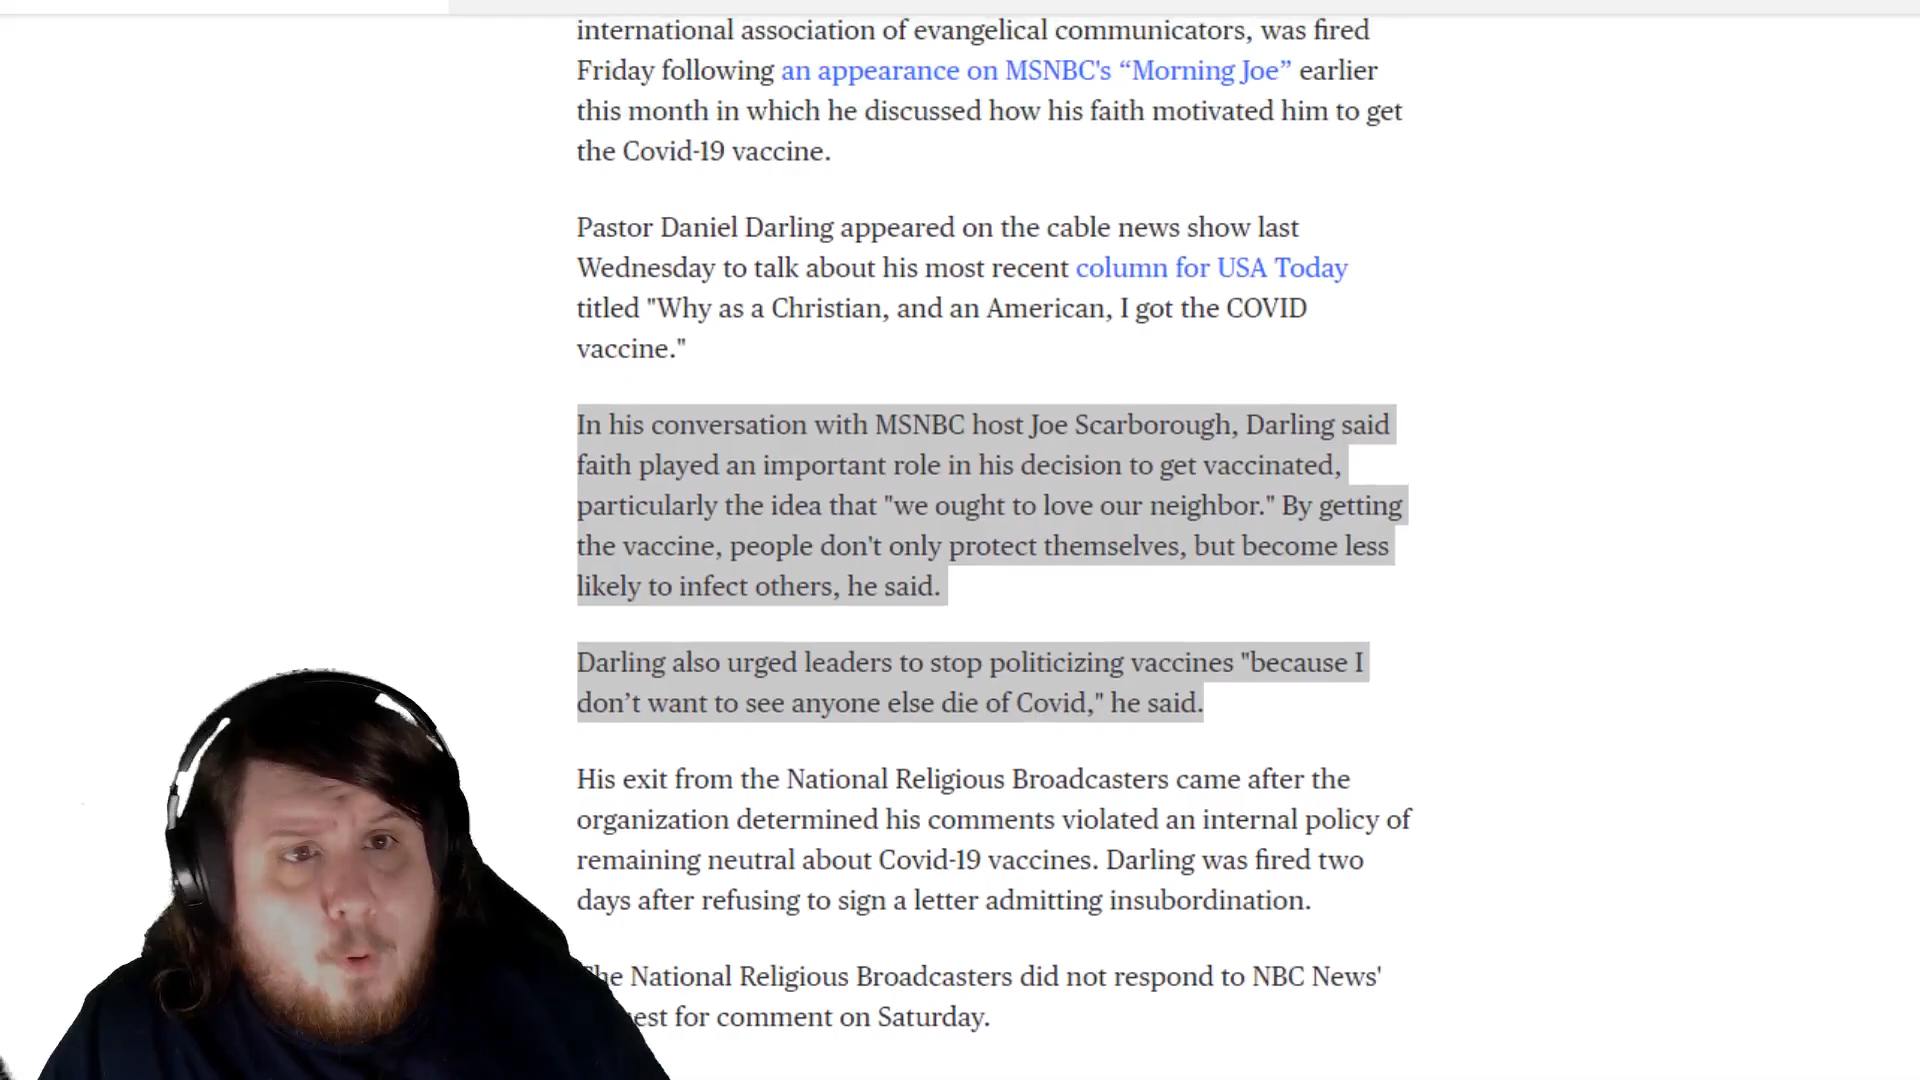 international association of evangelical communicators, was fired
Friday following an appearance on MSNBC's “Morning Joe” earlier
this month in which he discussed how his faith motivated him to get
the Covid-19 vaccine.
Pastor Daniel Darling appeared on the cable news show last
Wednesday to talk about his most recent column for USA Today
titled "Why as a Christian, and an American, I got the COVID
vaccine."
In his conversation with MSNBC host Joe Scarborough, Darling said
faith played an important role in his decision to get vaccinated,
particularly the idea that "we ought to love our neighbor." By getting
the vaccine, people don't only protect themselves, but become less
likely to infect others, he said.
Darling also urged leaders to stop politicizing vaccines "because I
don’t want to see anyone else die of Covid," he said.
His exit from the National Religious Broadcasters came after the
organization determined his comments violated an internal policy of
remaining neutral about Covid-19 vaccines. Darling was fired two
days after refusing to sign a letter admitting insubordination.
The National Religious Broadcasters did not respond to NBC News'
for comment on Saturday.